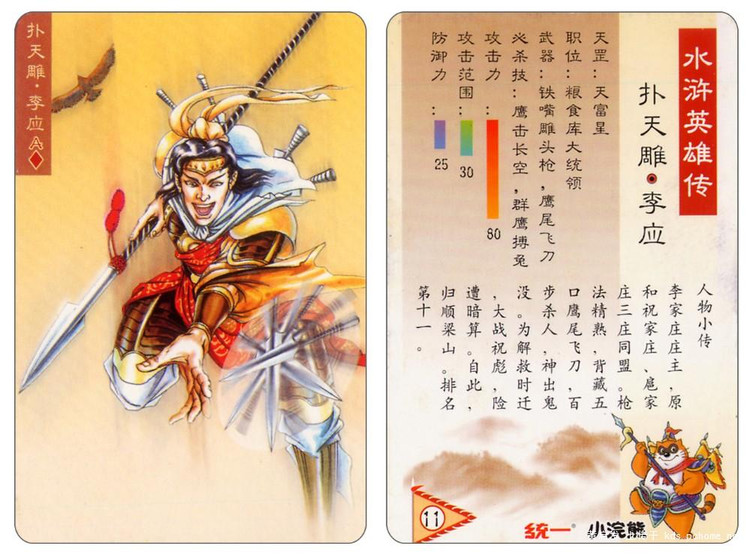 扑天雕·李应
A
水浒英雄传
扑天雕·李应
天罡:天富星
职位:粮食库大统领
武器:铁嘴雕头枪,鹰尾飞刀
必杀技:鹰击长空,群鹰搏兔
攻击力:80
攻击范围:30
防御力:25
人物小传
李家庄庄主,原
和祝家庄、扈家
庄三庄同盟。枪
法精熟,背藏五
口鹰尾飞刀,百
步杀人,神出鬼
没。为解救时迁
,大战祝彪,险
遭暗算。自此,
归顺梁山。排名
第十一。
11
统一®
小浣熊